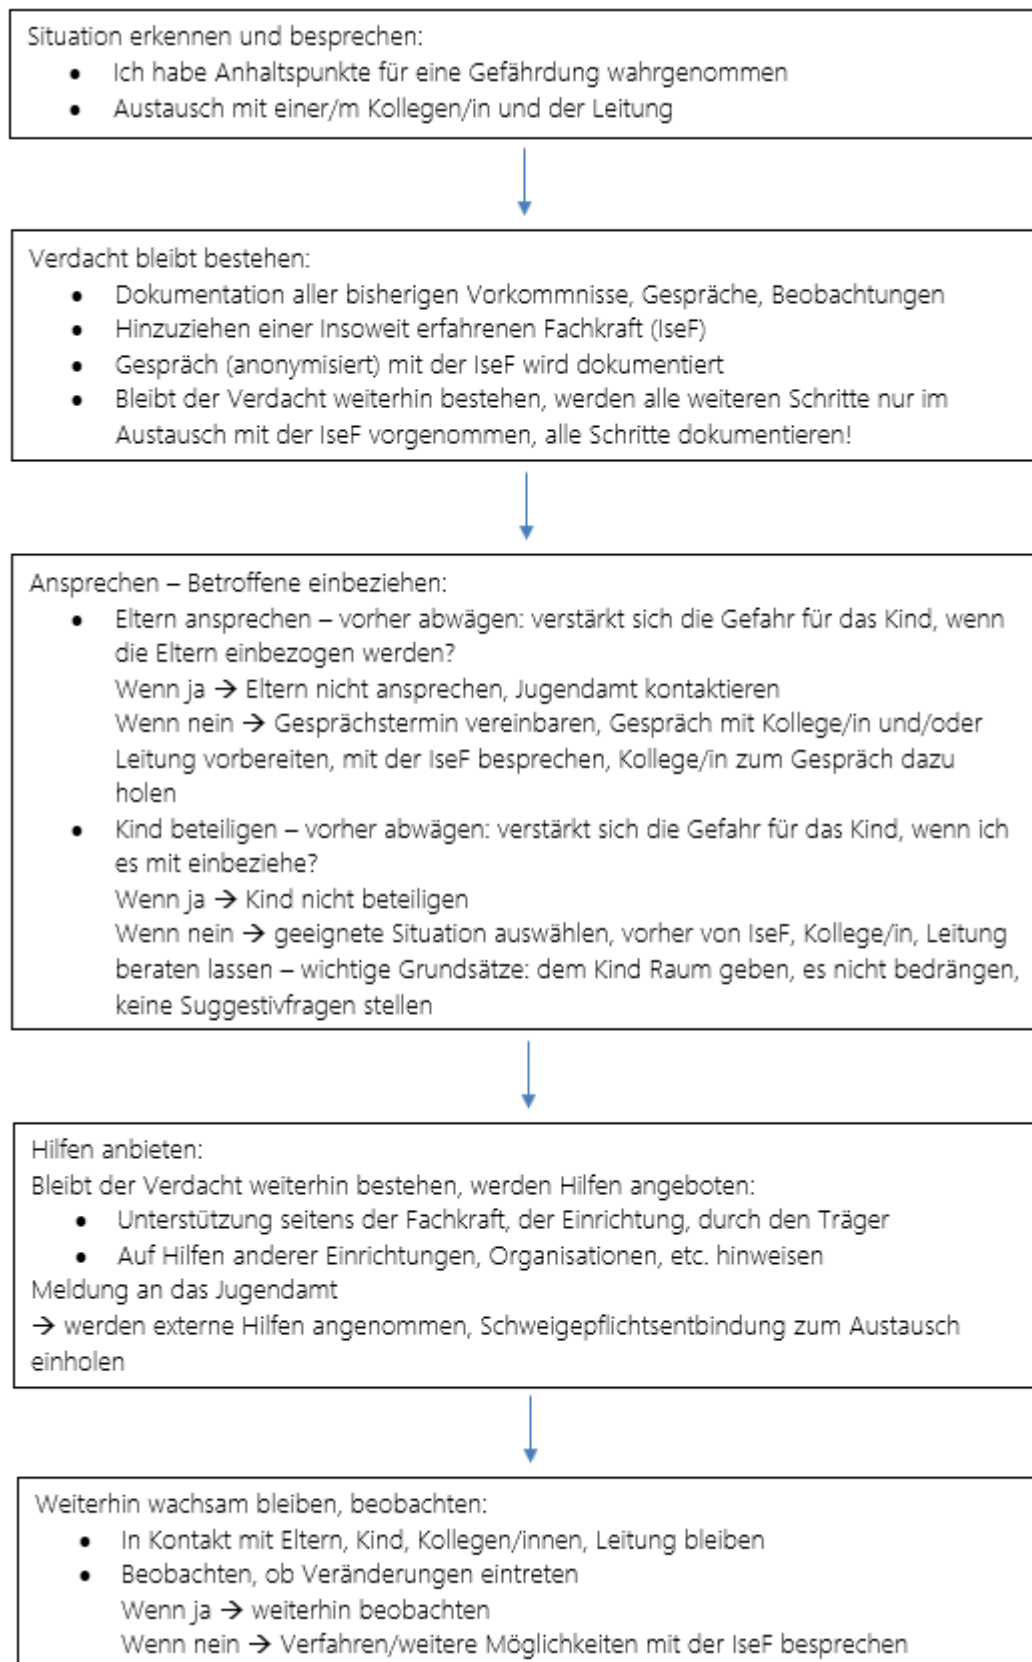 Situation erkennen und besprechen:
• Ich habe Anhaltspunkte für eine Gefährdung wahrgenommen
• Austausch mit einer/m Kollegen/in und der Leitung
Verdacht bleibt bestehen:
• Dokumentation aller bisherigen Vorkommnisse, Gespräche, Beobachtungen
• Hinzuziehen einer Insoweit erfahrenen Fachkraft (IseF)
• Gespräch (anonymisiert) mit der IseF wird dokumentiert
• Bleibt der Verdacht weiterhin bestehen, werden alle weiteren Schritte nur im
Austausch mit der IseF vorgenommen, alle Schritte dokumentieren!
Ansprechen – Betroffene einbeziehen:
• Eltern ansprechen – vorher abwägen: verstärkt sich die Gefahr für das Kind, wenn
die Eltern einbezogen werden?
Wenn ja → Eltern nicht ansprechen, Jugendamt kontaktieren
Wenn nein → Gesprächstermin vereinbaren, Gespräch mit Kollege/in und/oder
Leitung vorbereiten, mit der IseF besprechen, Kollege/in zum Gespräch dazu
holen
• Kind beteiligen – vorher abwägen: verstärkt sich die Gefahr für das Kind, wenn ich
es mit einbeziehe?
Wenn ja → Kind nicht beteiligen
Wenn nein → geeignete Situation auswählen, vorher von IseF, Kollege/in, Leitung
beraten lassen – wichtige Grundsätze: dem Kind Raum geben, es nicht bedrängen,
keine Suggestivfragen stellen
Hilfen anbieten:
Bleibt der Verdacht weiterhin bestehen, werden Hilfen angeboten:
• Unterstützung seitens der Fachkraft, der Einrichtung, durch den Träger
• Auf Hilfen anderer Einrichtungen, Organisationen, etc. hinweisen
Meldung an das Jugendamt
→ werden externe Hilfen angenommen, Schweigepflichtsentbindung zum Austausch
einholen
Weiterhin wachsam bleiben, beobachten:
• In Kontakt mit Eltern, Kind, Kollegen/innen, Leitung bleiben
• Beobachten, ob Veränderungen eintreten
Wenn ja → weiterhin beobachten
Wenn nein → Verfahren/weitere Möglichkeiten mit der IseF besprechen